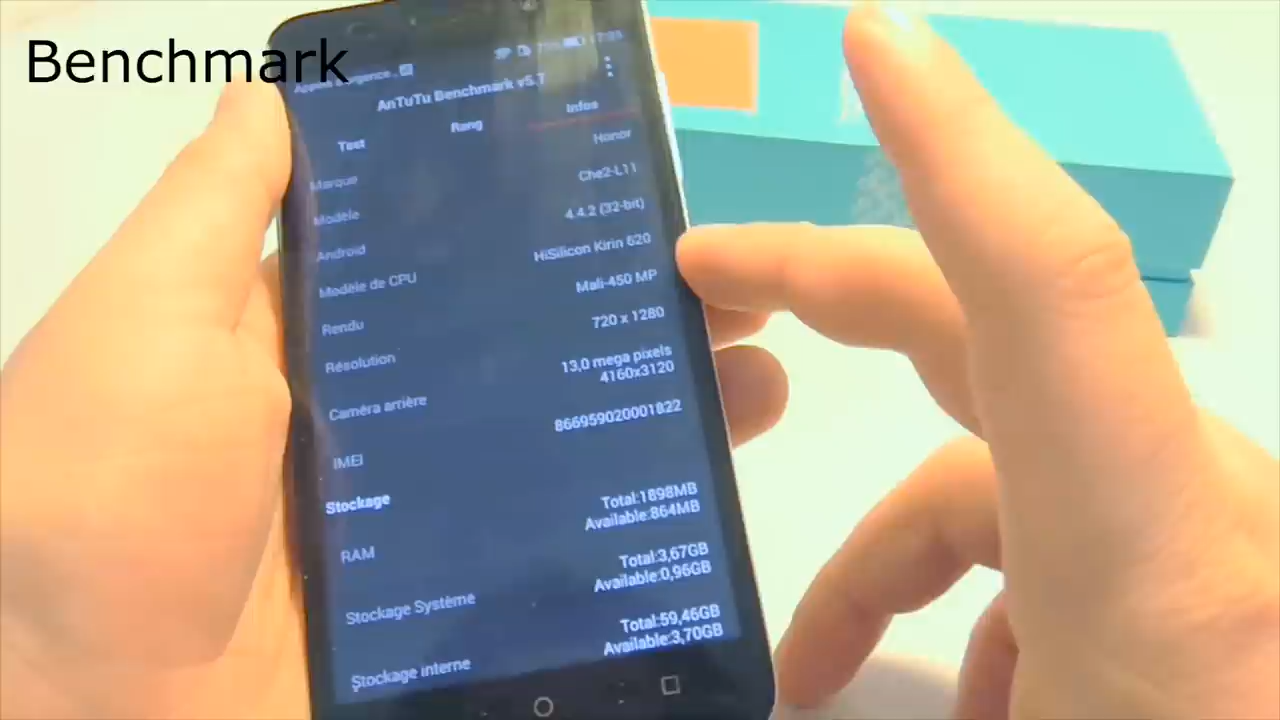 Benchmark
Appels d'urgence
AnTuTu Benchmark v5.7
Test Rang Infos
Marque Honor
Modèle Che2-L11
Android 4.4.2 (32-bit)
Modèle de CPU HiSilicon Kirin 620
Rendu Mali-450 MP
Résolution 720 x 1280
Caméra arrière 13,0 mega pixels
4160x3120
IMEI 866959020001822
Stockage
RAM Total:1898MB
Available:864MB
Stockage Système Total:3,67GB
Available:0,96GB
Stockage interne Total:59,46GB
Available:3,70GB